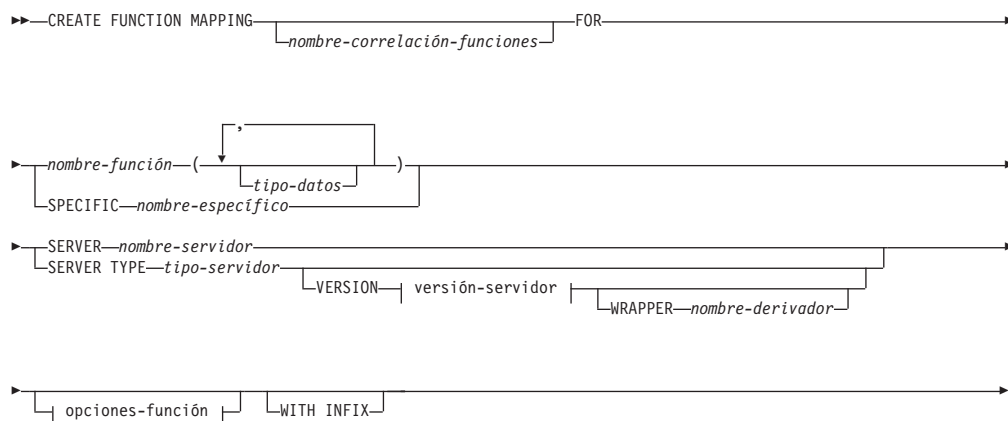 CREATE FUNCTION MAPPING FOR
nombre-correlación-funciones
,
nombre-función ( )
tipo-datos
SPECIFIC nombre-específico
SERVER nombre-servidor
SERVER TYPE tipo-servidor
VERSION versión-servidor
WRAPPER nombre-derivador
opciones-función WITH INFIX